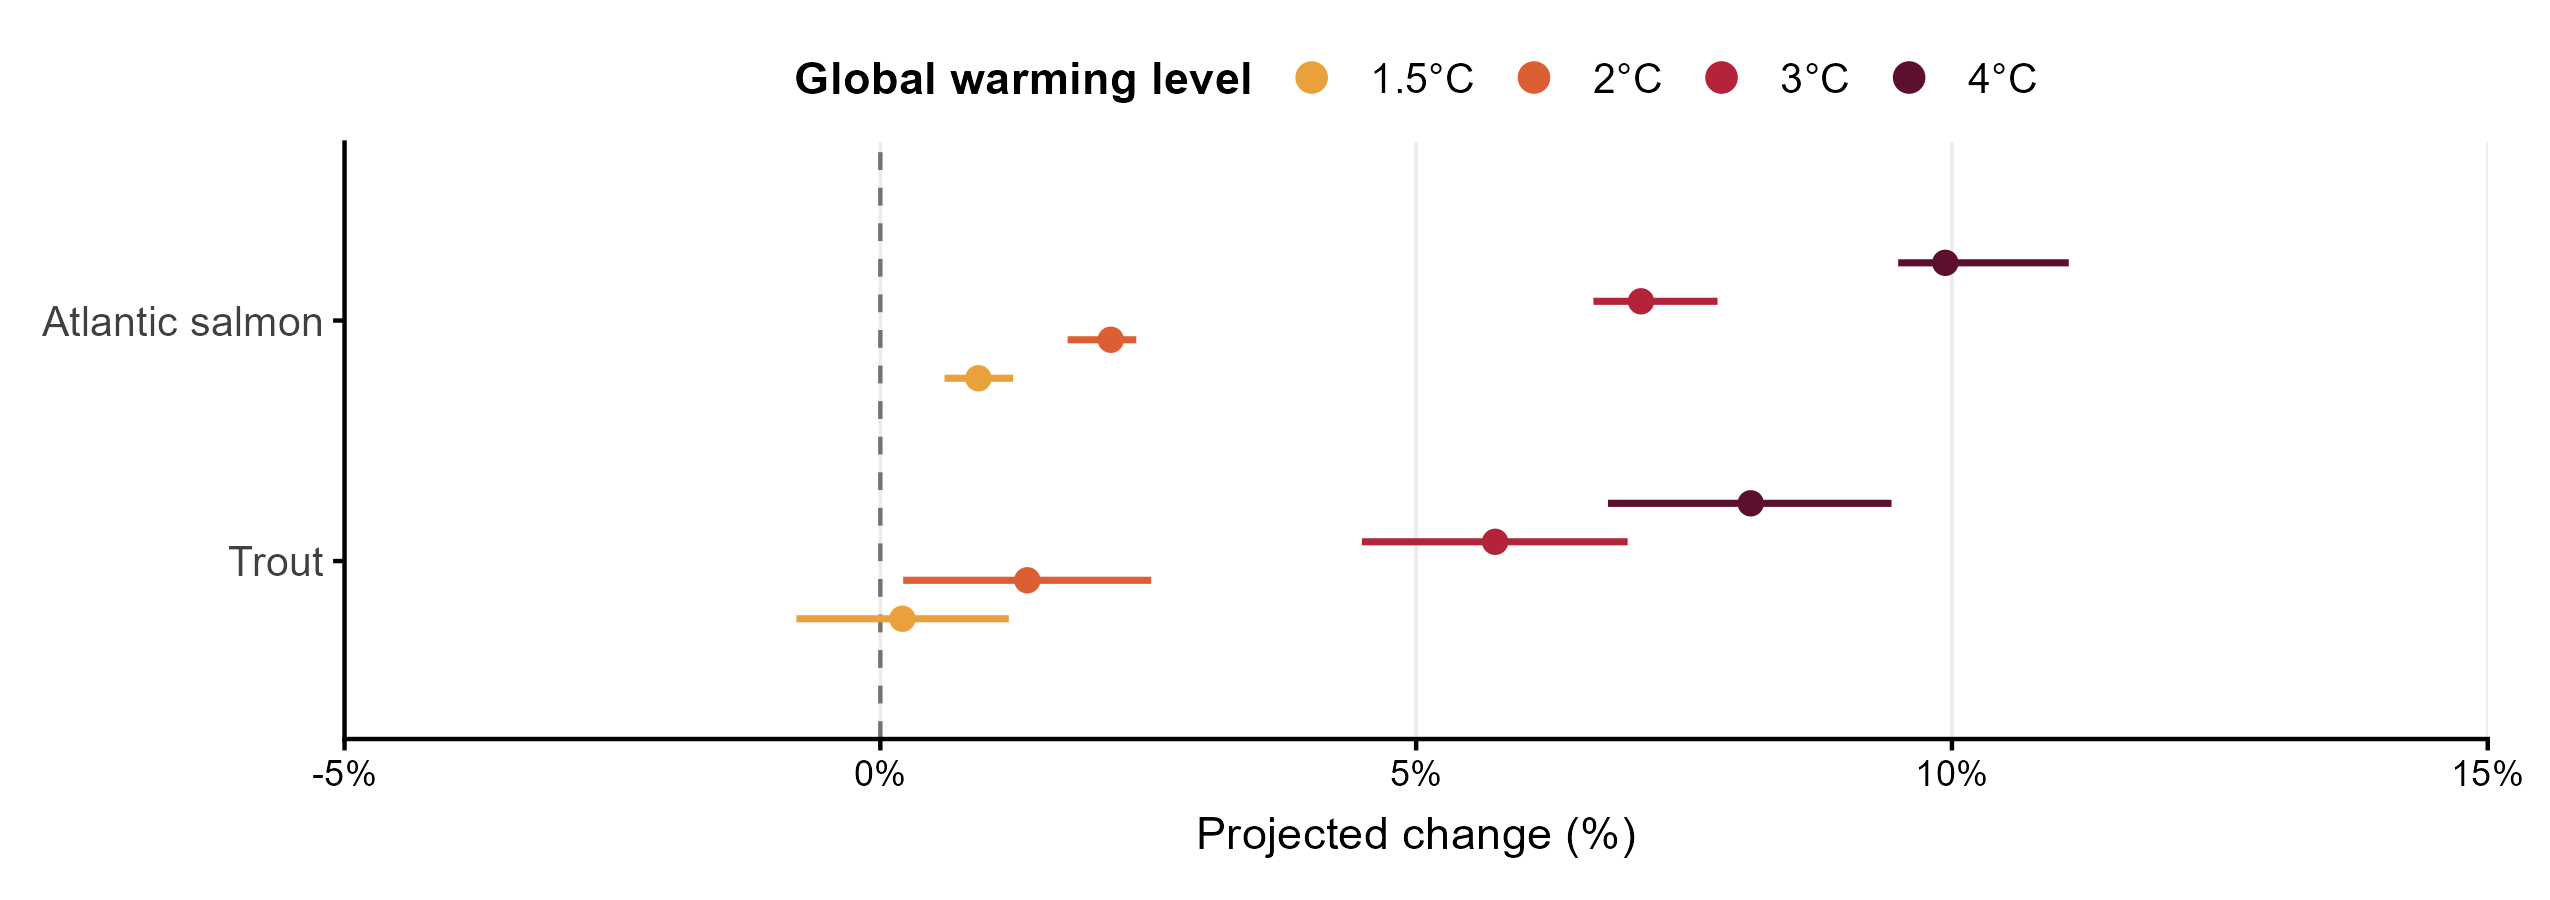 Global warming level 1.5°C 2°C 3°C 4°C
Atlantic salmon
Trout
-5% 0% 5% 10% 15%
Projected change (%)